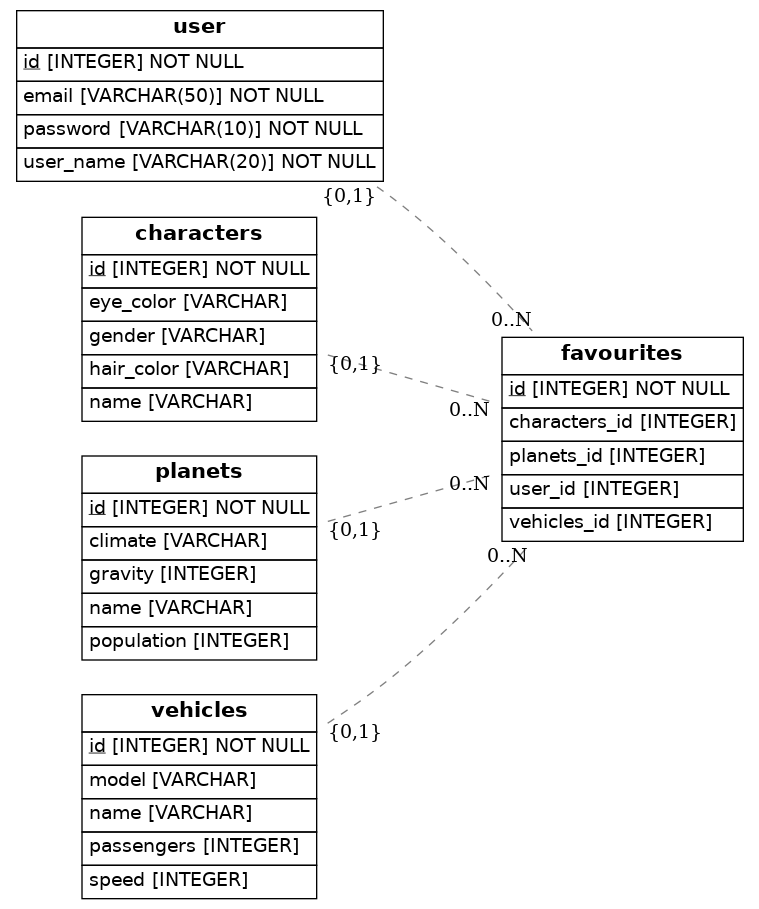 user
id [INTEGER] NOT NULL
email [VARCHAR(50)] NOT NULL
password [VARCHAR(10)] NOT NULL
user_name [VARCHAR(20)] NOT NULL
{0,1}
characters
id [INTEGER] NOT NULL
eye_color [VARCHAR]
gender [VARCHAR]
hair_color [VARCHAR]
name [VARCHAR]
{0,1}
planets
id [INTEGER] NOT NULL
climate [VARCHAR]
gravity [INTEGER]
name [VARCHAR]
population [INTEGER]
{0,1}
vehicles
id [INTEGER] NOT NULL
model [VARCHAR]
name [VARCHAR]
passengers [INTEGER]
speed [INTEGER]
{0,1}
0..N
0..N
0..N
0..N
favourites
id [INTEGER] NOT NULL
characters_id [INTEGER]
planets_id [INTEGER]
user_id [INTEGER]
vehicles_id [INTEGER]